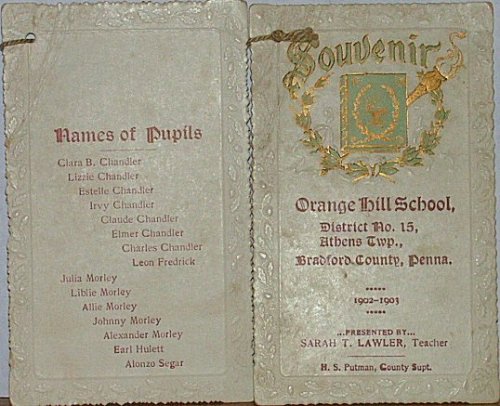 Names of Pupils
Clara B. Chandler
Lizzie Chandler
Estelle Chandler
Irvy Chandler
Claude Chandler
Elmer Chandler
Charles Chandler
Leon Fredrick
Julia Morley
Liblie Morley
Allie Morley
Johnny Morley
Alexander Morley
Earl Hulett
Alonzo Segar
Souvenir
Orange Hill School,
District No. 15,
Athens Twp.,
Bradford County, Penna.
1902-1903
...PRESENTED BY...
SARAH T. LAWLER, Teacher
H. S. Putman, County Supt.